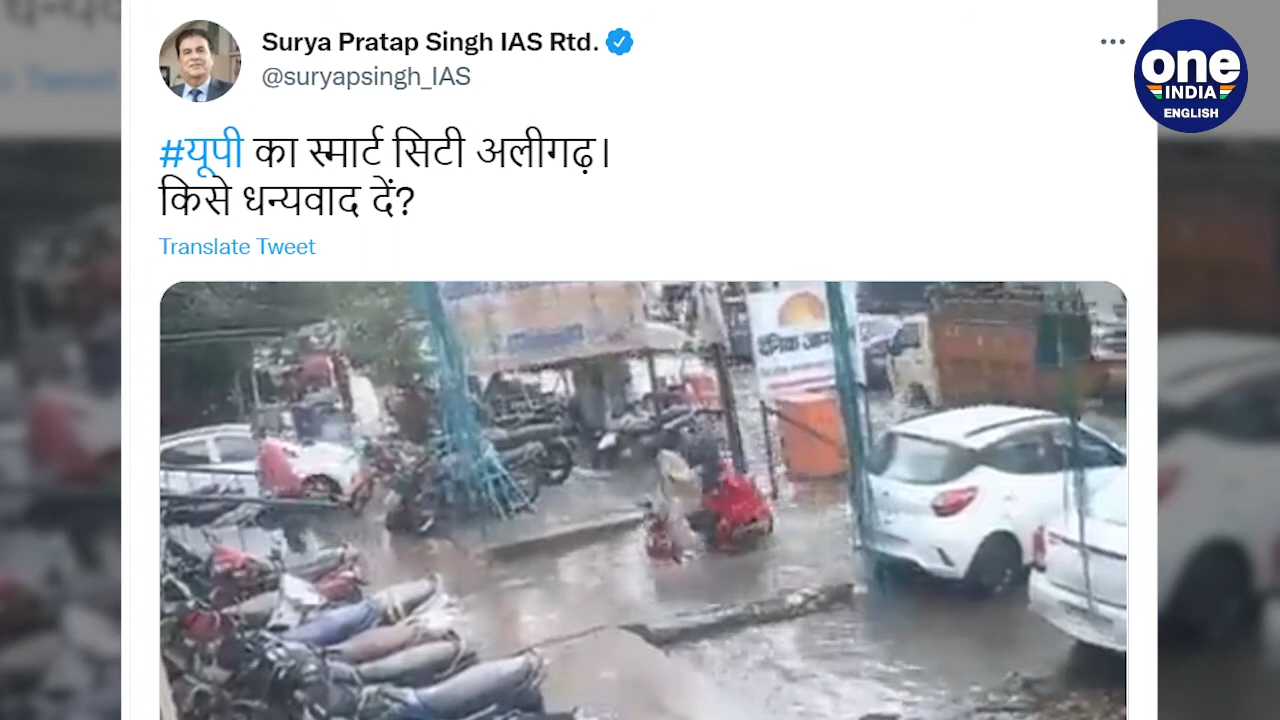 Surya Pratap Singh IAS Rtd.
@suryapsingh_IAS
one
INDIA
ENGLISH
#यूपी का स्मार्ट सिटी अलीगढ़।
किसे धन्यवाद दें?
Translate Tweet